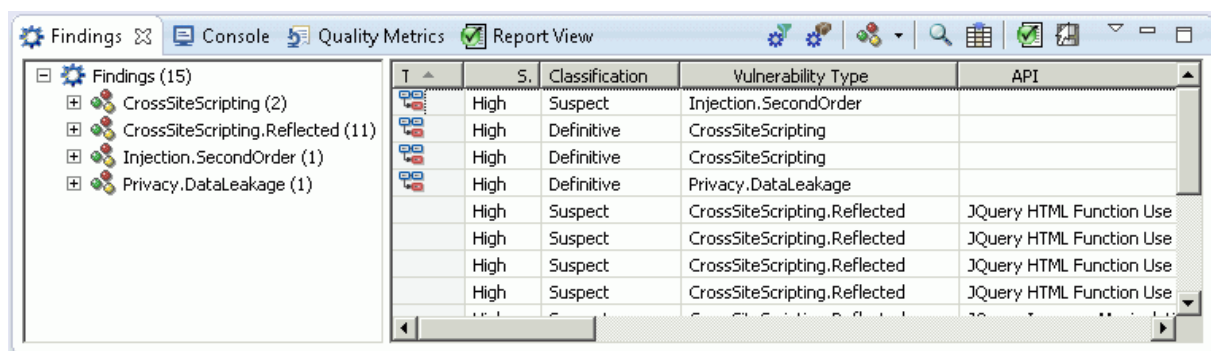 Findings Console Quality Metrics Report View
Findings (15)
CrossSiteScripting (2)
CrossSiteScripting.Reflected (11)
Injection.SecondOrder (1)
Privacy.DataLeakage (1)
T S. Classification Vulnerability Type API
High Suspect Injection.SecondOrder
High Definitive CrossSiteScripting
High Definitive CrossSiteScripting
High Definitive Privacy.DataLeakage
High Suspect CrossSiteScripting.Reflected JQuery HTML Function Use
High Suspect CrossSiteScripting.Reflected JQuery HTML Function Use
High Suspect CrossSiteScripting.Reflected JQuery HTML Function Use
High Suspect CrossSiteScripting.Reflected JQuery HTML Function Use